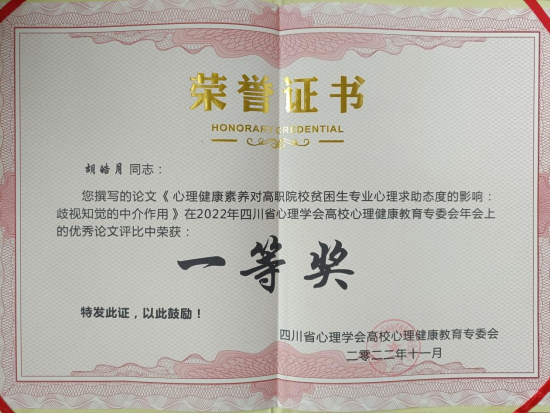 荣誉证书
HONORARY CREDENTIAL
胡皓月 同志：
您撰写的论文《 心理健康素养对高职院校贫困生专业心理求助态度的影响：
歧视知觉的中介作用 》在2022年四川省心理学会高校心理健康教育专委会年会上
的优秀论文评比中荣获：
一等奖
特发此证，以此鼓励！
四川省心理学会高校心理健康教育专委会
二零二二年十一月